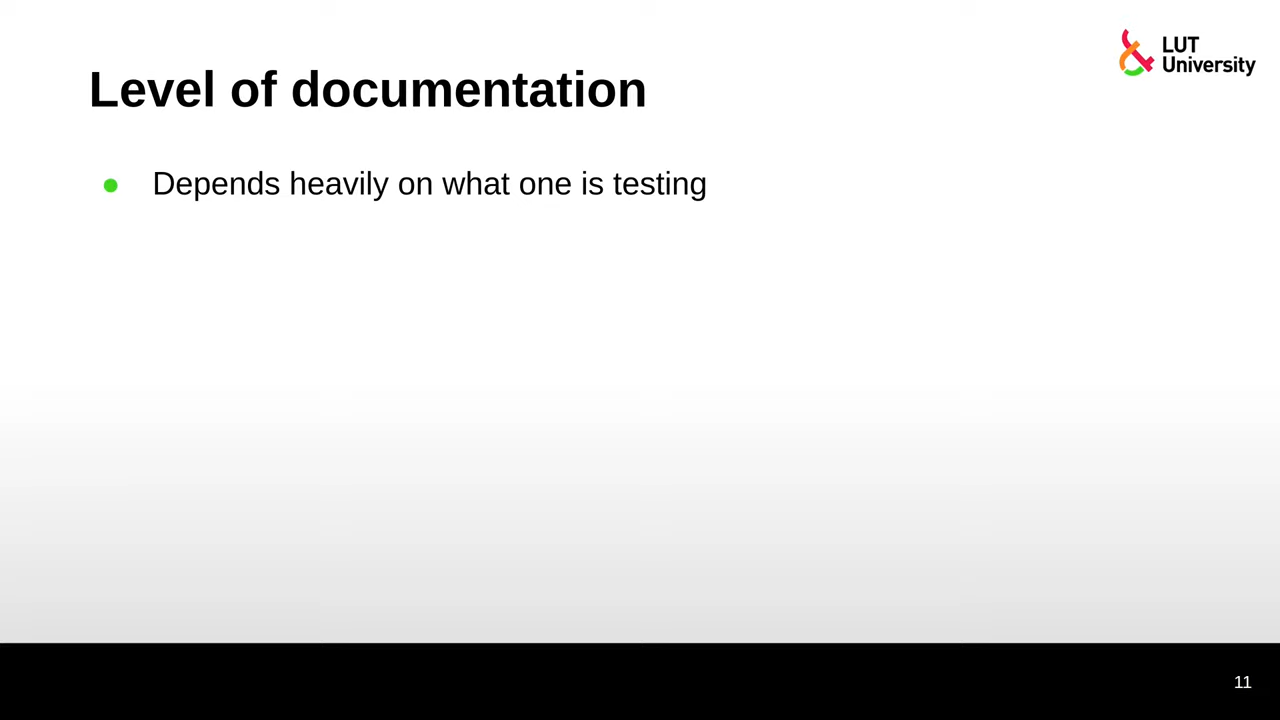 LUT
University
Level of documentation
Depends heavily on what one is testing
11